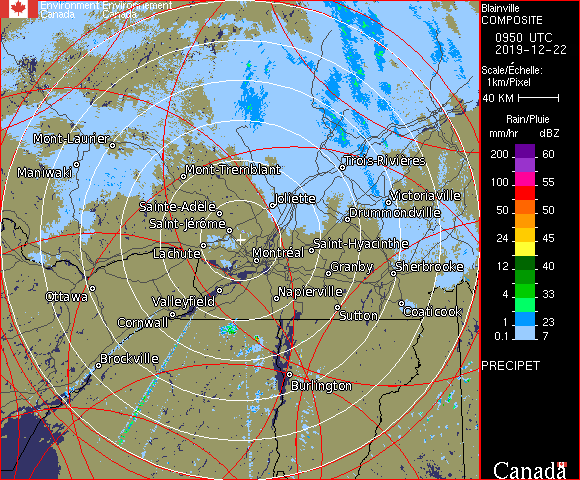 Environment Environnement
Canada Canada
Blainville
COMPOSITE
0950 UTC
2019-12-22
Scale/Échelle:
1km/Pixel
40 KM
Rain/Pluie
mm/hr dBZ
200 60
150 57
100 55
50 50
24 45
12 40
4 33
1 23
0.1 7
PRECIPET
Canada
Mont-Laurier
Maniwaki
Mont-Tremblant
Trois-Rivières
Sainte-Adele
Joliette
Victoriaville
Saint-Jérôme
Drummondville
Lachute
Montréal
Saint-Hyacinthe
Granby
Sherbrooke
Ottawa
Valleyfield
Napierville
Cornwall
Sutton
Coaticook
Brockville
Burlington